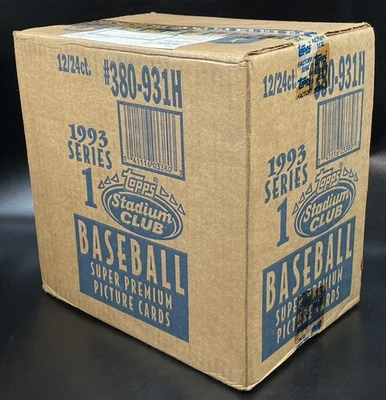 12/24ct. #380-931H
1993
SERIES
1
Topps
Stadium
CLUB
BASEBALL
SUPER PREMIUM
PICTURE CARDS
topps
12/24ct. #380-931H
1993
SERIES
1
Topps
Stadium
CLUB
BASEBALL
SUPER PREMIUM
PICTURE CARDS